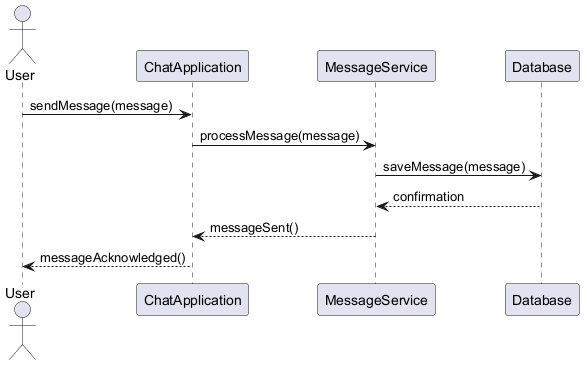 User
ChatApplication
MessageService
Database
sendMessage(message)
processMessage(message)
saveMessage(message)
confirmation
messageSent()
messageAcknowledged()
User
ChatApplication
MessageService
Database